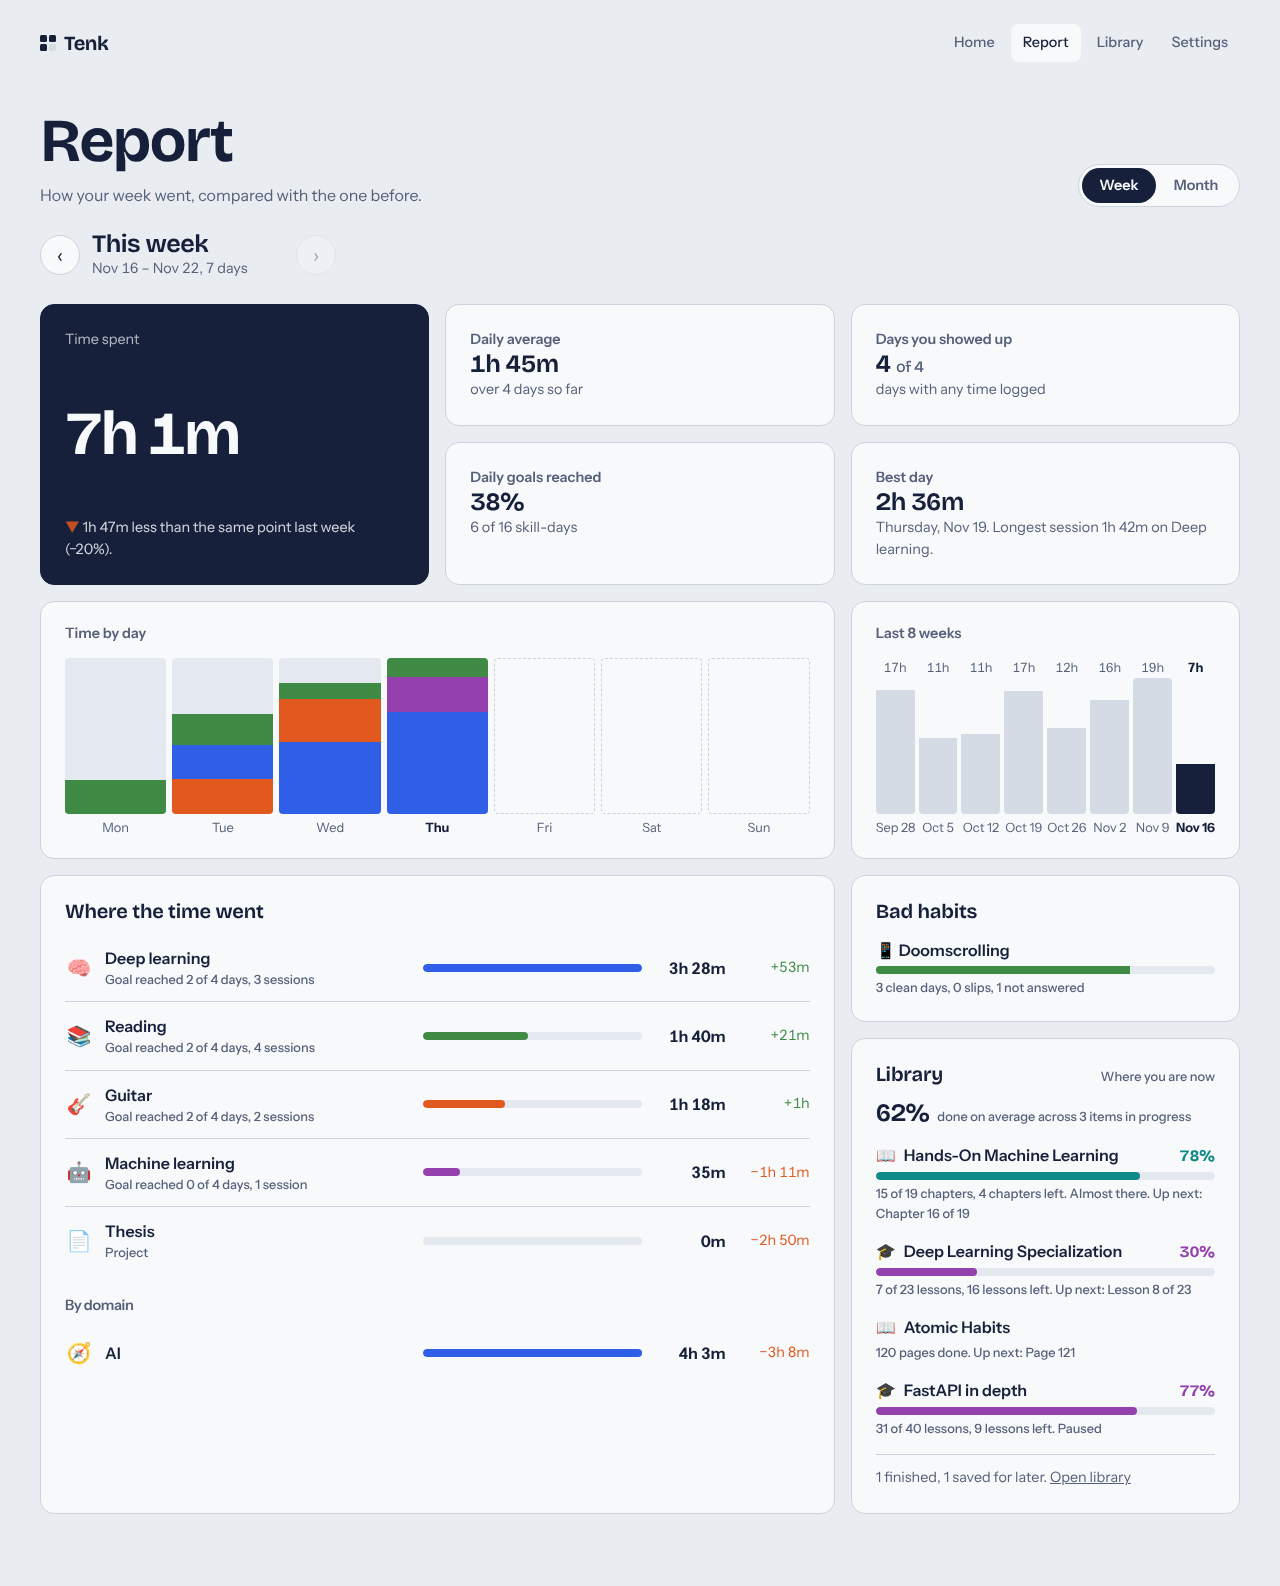 Tenk
Home
Report
Library
Settings
Report
How your week went, compared with the one before.
Week
Month
‹
This week
Nov 16 – Nov 22, 7 days
›
Time spent
7h 1m
▼ 1h 47m less than the same point last week
(−20%).
Daily average
1h 45m
over 4 days so far
Days you showed up
4 of 4
days with any time logged
Daily goals reached
38%
6 of 16 skill-days
Best day
2h 36m
Thursday, Nov 19. Longest session 1h 42m on Deep
learning.
Time by day
Mon
Tue
Wed
Thu
Fri
Sat
Sun
Last 8 weeks
17h
11h
11h
17h
12h
16h
19h
7h
Sep 28
Oct 5
Oct 12
Oct 19
Oct 26
Nov 2
Nov 9
Nov 16
Where the time went
Deep learning
Goal reached 2 of 4 days, 3 sessions
3h 28m
+53m
Reading
Goal reached 2 of 4 days, 4 sessions
1h 40m
+21m
Guitar
Goal reached 2 of 4 days, 2 sessions
1h 18m
+1h
Machine learning
Goal reached 0 of 4 days, 1 session
35m
−1h 11m
Thesis
Project
0m
−2h 50m
By domain
AI
4h 3m
−3h 8m
Bad habits
Doomscrolling
3 clean days, 0 slips, 1 not answered
Library
Where you are now
62% done on average across 3 items in progress
Hands-On Machine Learning
78%
15 of 19 chapters, 4 chapters left. Almost there. Up next:
Chapter 16 of 19
Deep Learning Specialization
30%
7 of 23 lessons, 16 lessons left. Up next: Lesson 8 of 23
Atomic Habits
120 pages done. Up next: Page 121
FastAPI in depth
77%
31 of 40 lessons, 9 lessons left. Paused
1 finished, 1 saved for later. Open library